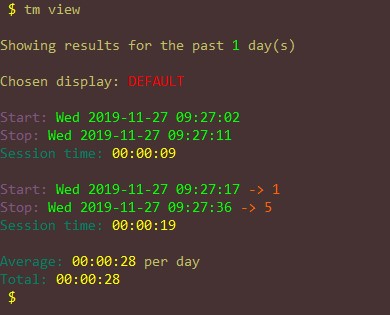 $ tm view
Showing results for the past 1 day(s)
Chosen display: DEFAULT
Start: Wed 2019-11-27 09:27:02
Stop: Wed 2019-11-27 09:27:11
Session time: 00:00:09
Start: Wed 2019-11-27 09:27:17 -> 1
Stop: Wed 2019-11-27 09:27:36 -> 5
Session time: 00:00:19
Average: 00:00:28 per day
Total: 00:00:28
$